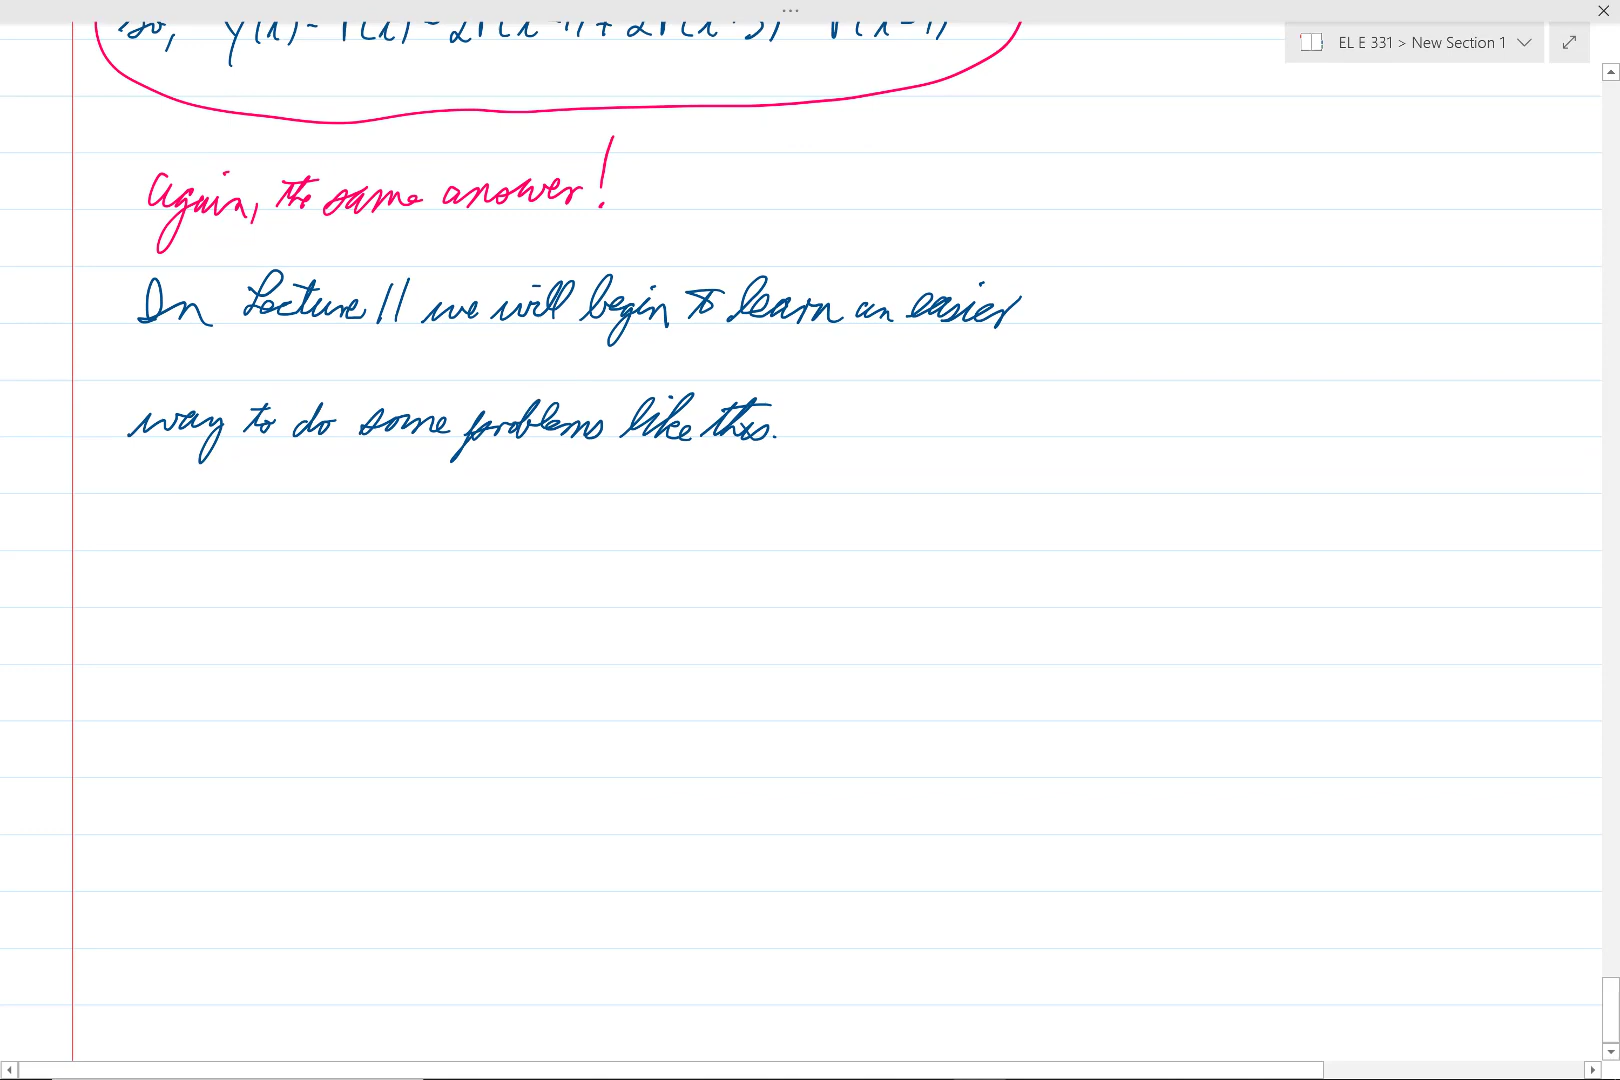 EL E 331 > New Section 1
So, y(x) =
Again, the same answer!
In Lecture 11 we will begin to learn an easier
way to do some problems like this.